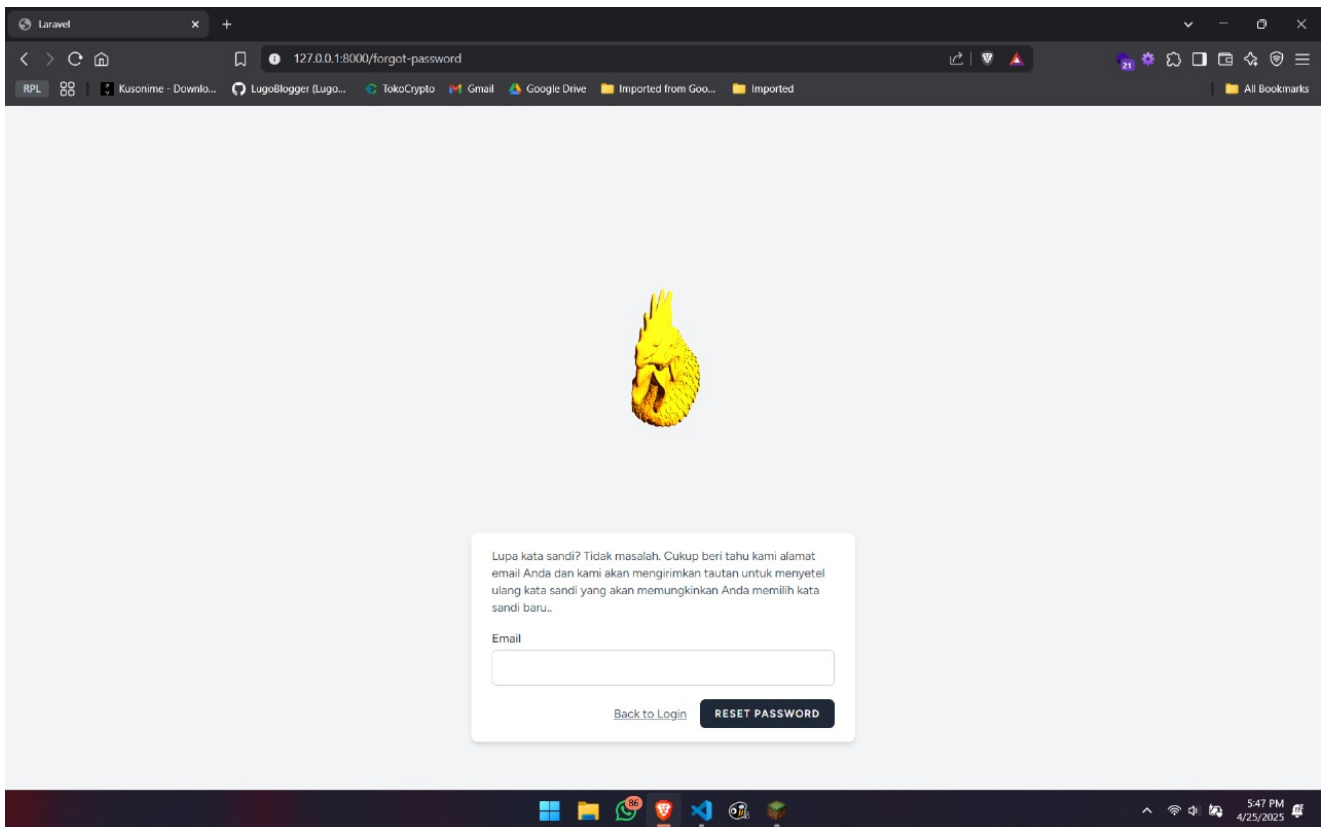 Laravel
127.0.0.1:8000/forgot-password
21
RPL Kusonime - Downlo... LugoBlogger (Lugo... TokoCrypto Gmail Google Drive Imported from Goo... Imported All Bookmarks
Lupa kata sandi? Tidak masalah. Cukup beri tahu kami alamat
email Anda dan kami akan mengirimkan tautan untuk menyetel
ulang kata sandi yang akan memungkinkan Anda memilih kata
sandi baru..
Email
Back to Login RESET PASSWORD
86
5:47 PM
4/25/2025